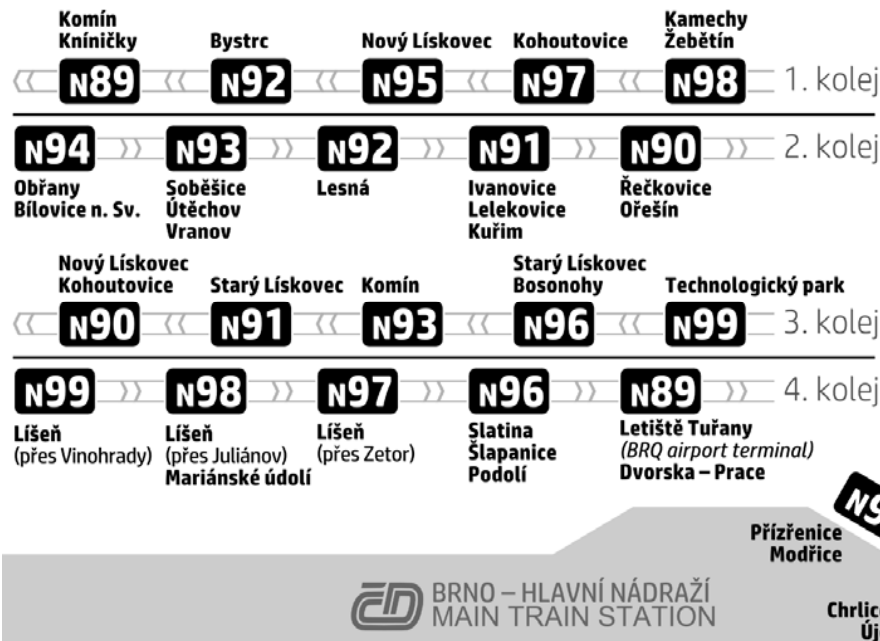 Komín
Kníničky
Bystrc
Nový Lískovec
Kohoutovice
Kamechy
Žebětín
N89
N92
N95
N97
N98
1. kolej
N94
N93
N92
N91
N90
2. kolej
Obřany
Bílovice n. Sv.
Soběšice
Útěchov
Vranov
Lesná
Ivanovice
Lelekovice
Kuřim
Řečkovice
Ořešín
Nový Lískovec
Kohoutovice
Starý Lískovec
Komín
Starý Lískovec
Bosonohy
Technologický park
N90
N91
N93
N96
N99
3. kolej
N99
N98
N97
N96
N89
4. kolej
Líšeň
(přes Vinohrady)
Líšeň
(přes Juliánov)
Mariánské údolí
Líšeň
(přes Zetor)
Slatina
Šlapanice
Podolí
Letiště Tuřany
(BRQ airport terminal)
Dvorska – Prace
Přízřenice
Modřice
ČD
BRNO – HLAVNÍ NÁDRAŽÍ
MAIN TRAIN STATION